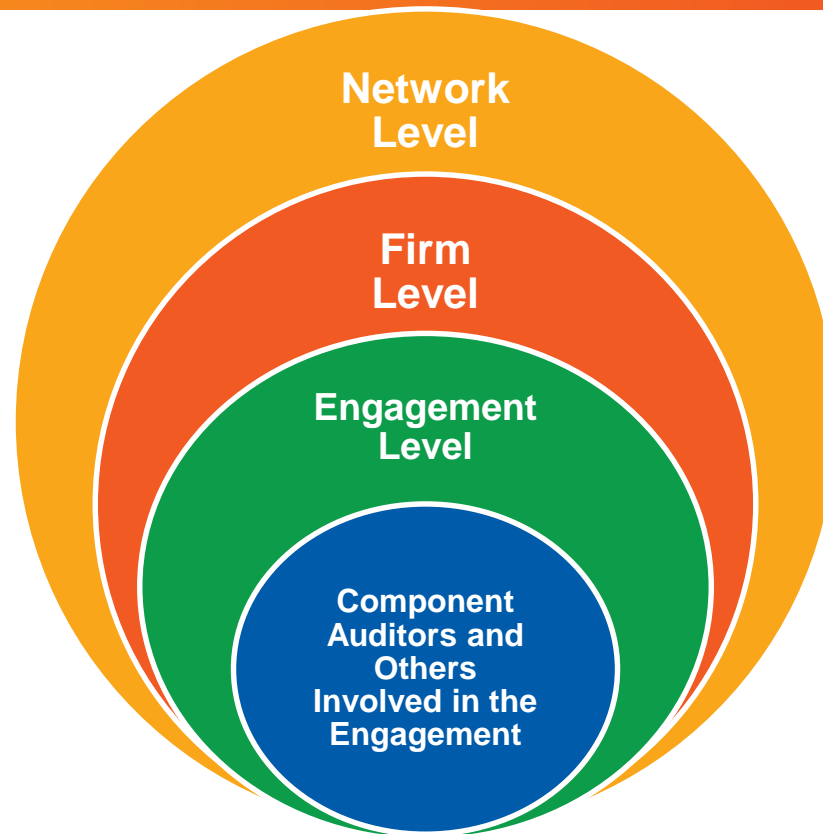 Network
Level
Firm
Level
Engagement
Level
Component
Auditors and
Others
Involved in the
Engagement